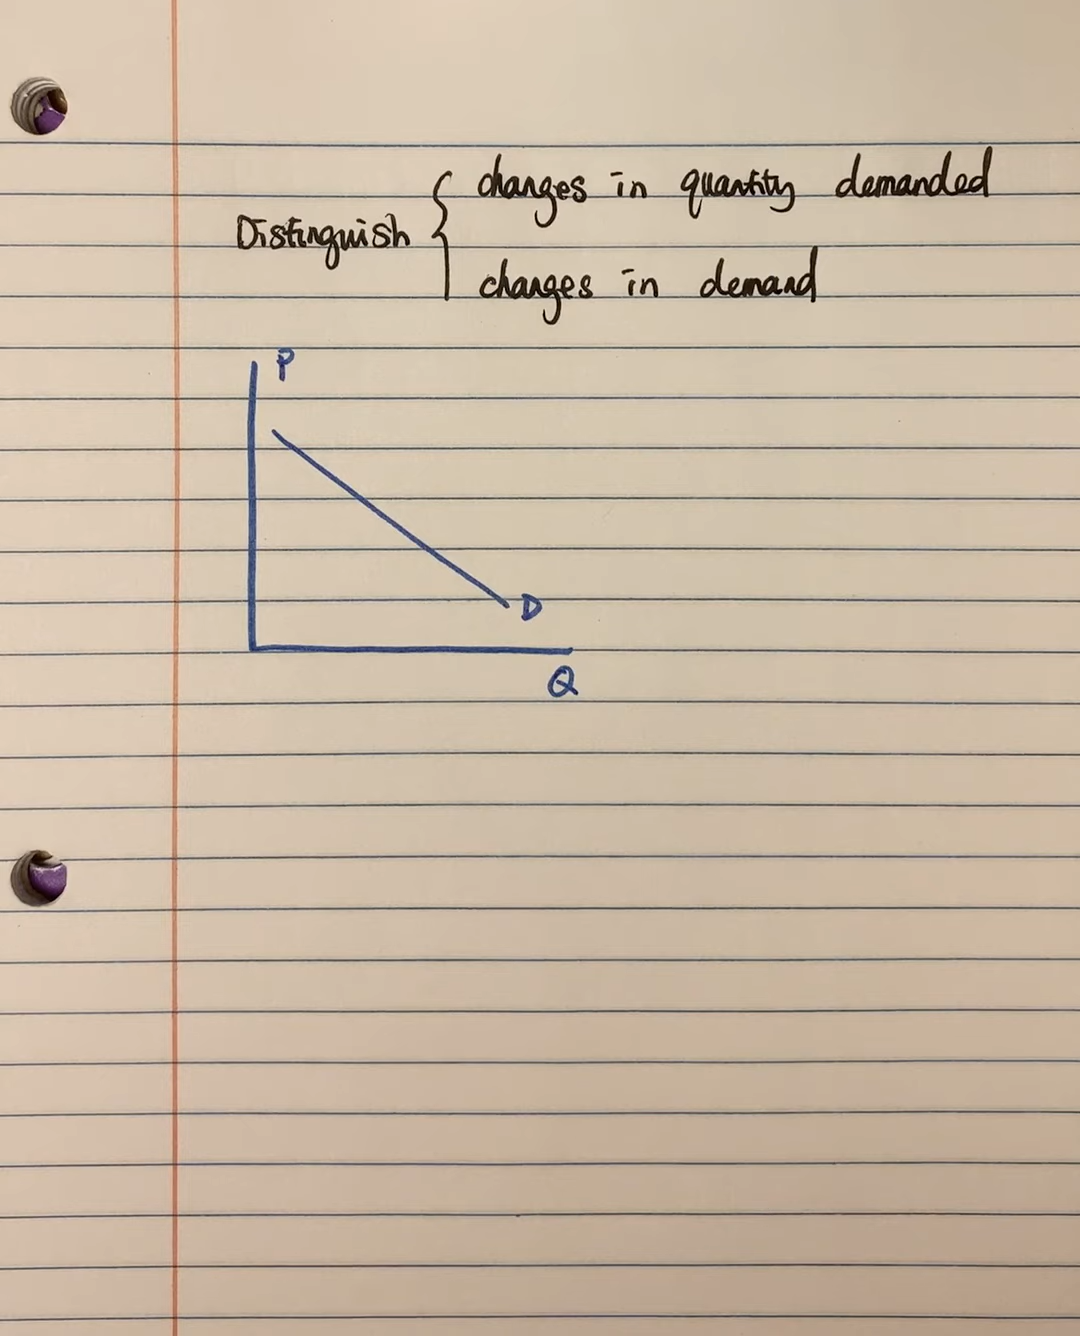 changes in quantity demanded
Distinguish
changes in demand
P
D
Q